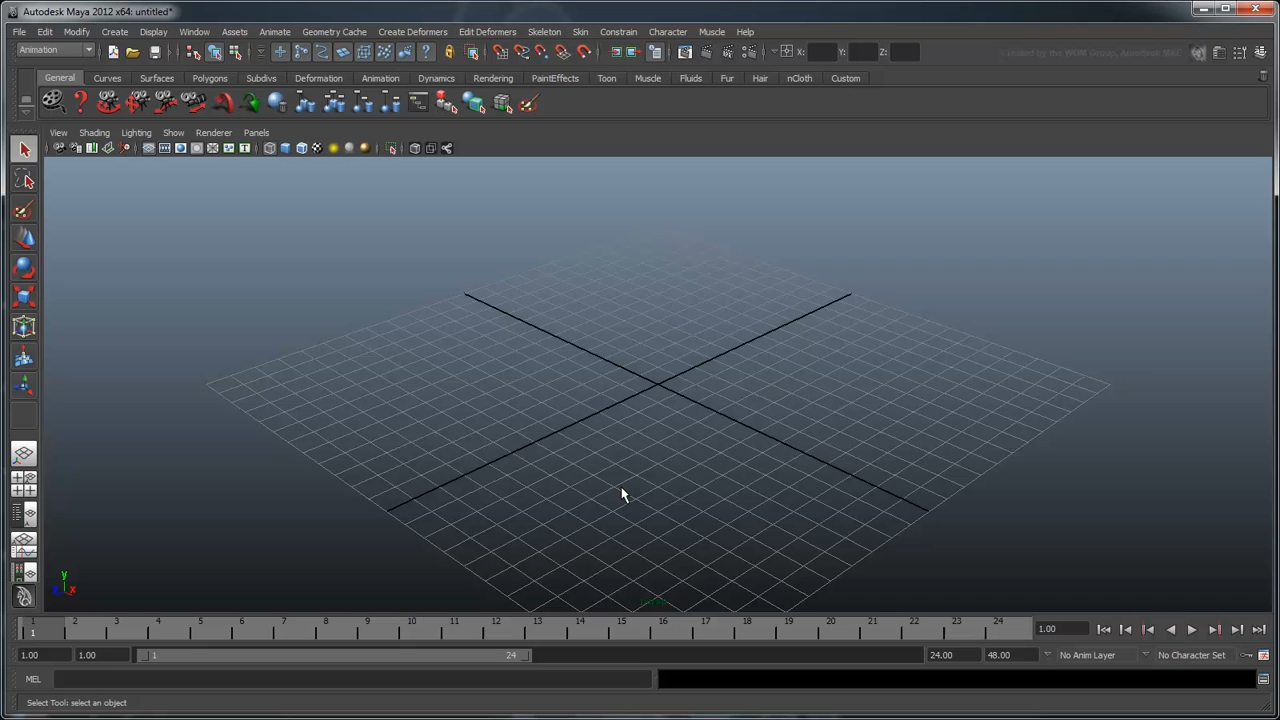 Autodesk Maya 2012 x64: untitled*
File Edit Modify Create Display Window Assets Animate Geometry Cache Create Deformers Edit Deformers Skeleton Skin Constrain Character Muscle Help
Animation X: Y: Z:
General Curves Surfaces Polygons Subdivs Deformation Animation Dynamics Rendering PaintEffects Toon Muscle Fluids Fur Hair nCloth Custom
View Shading Lighting Show Renderer Panels
y
x
1 2 3 4 5 6 7 8 9 10 11 12 13 14 15 16 17 18 19 20 21 22 23 24
1 1.00
1.00 1.00 1 24 24.00 48.00 No Anim Layer No Character Set
MEL
Select Tool: select an object